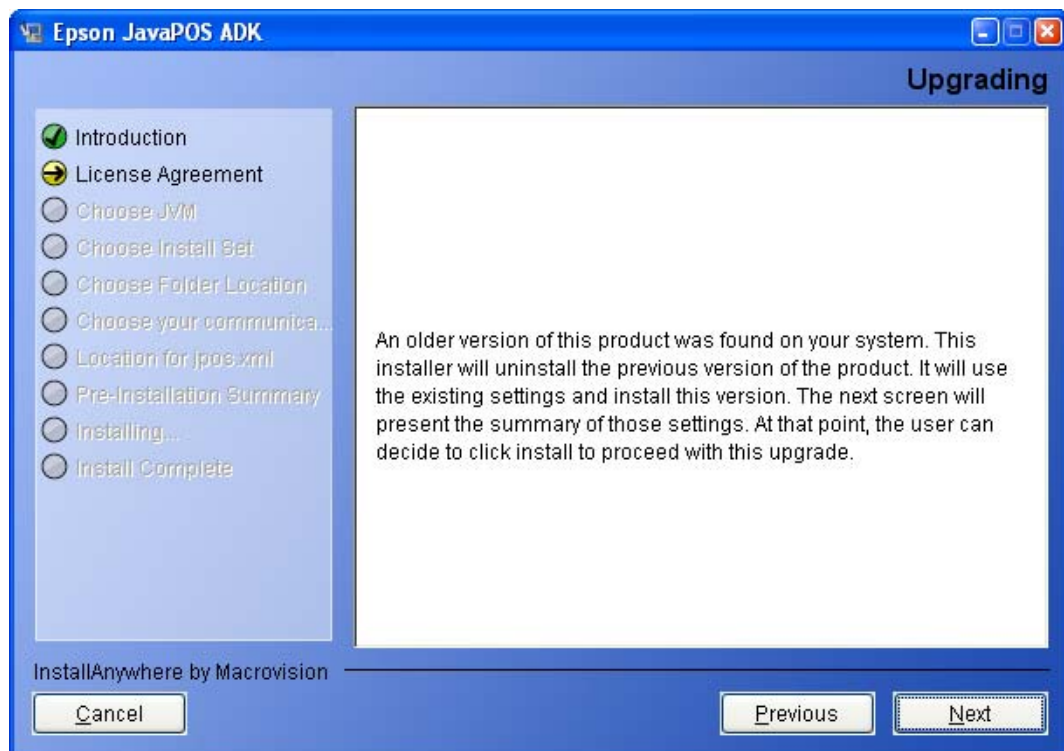 Epson JavaPOS ADK
Upgrading
Introduction
License Agreement
Choose JVM
Choose Install Set
Choose Folder Location
Choose your communica...
Location for jpos.xml
Pre-Installation Summary
Installing...
Install Complete
An older version of this product was found on your system. This
installer will uninstall the previous version of the product. It will use
the existing settings and install this version. The next screen will
present the summary of those settings. At that point, the user can
decide to click install to proceed with this upgrade.
InstallAnywhere by Macrovision
Cancel
Previous
Next